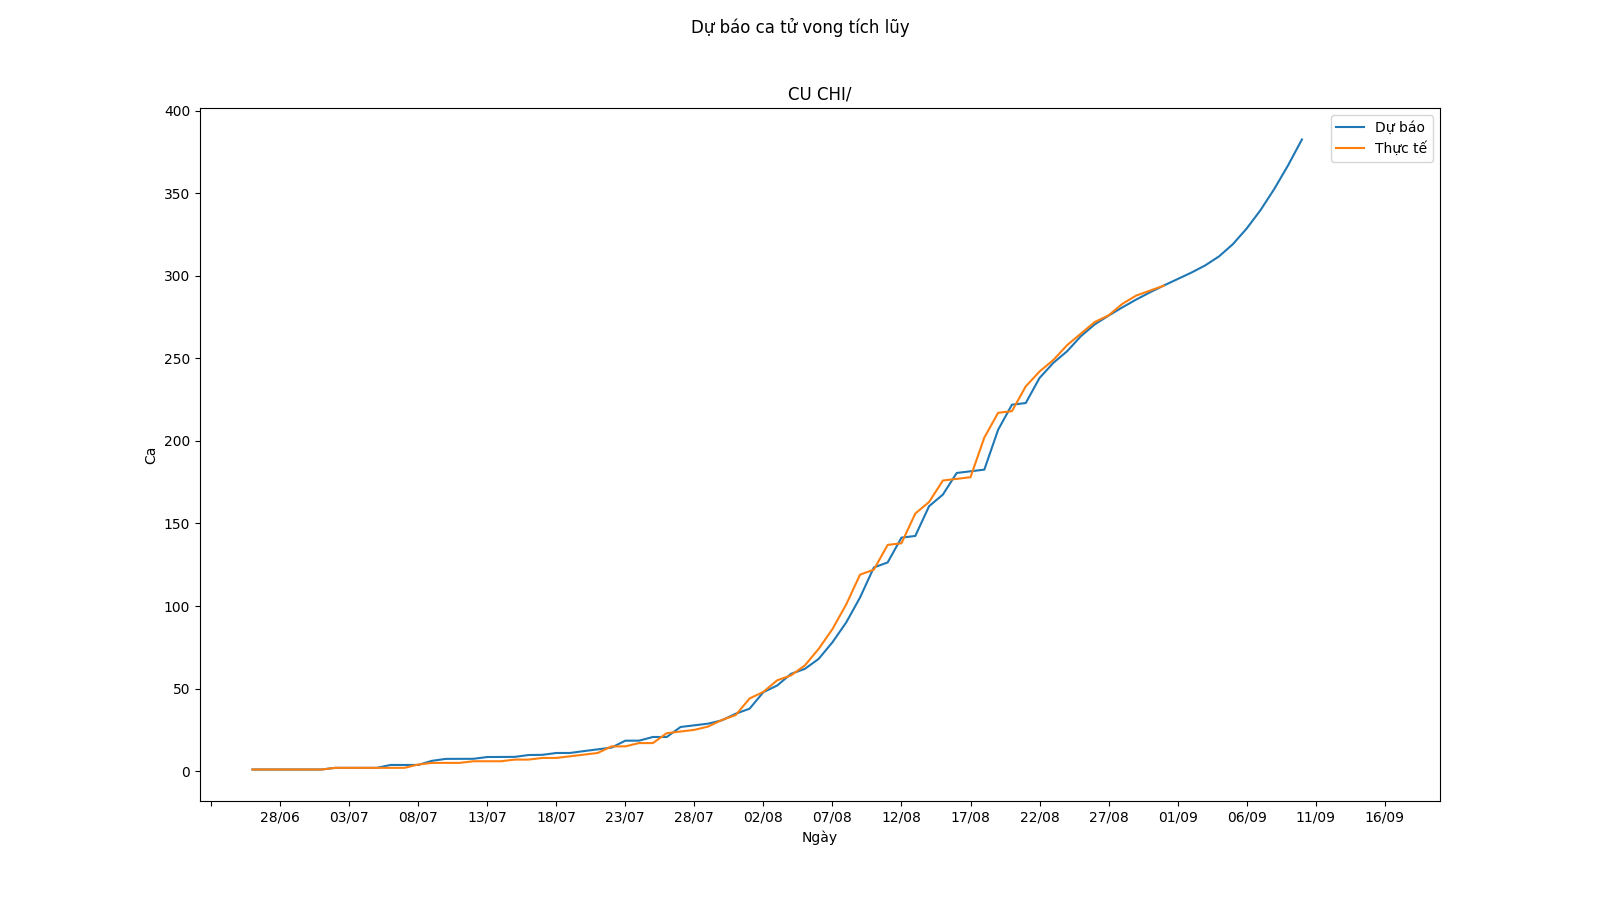 Dự báo ca tử vong tích lũy
CU CHI/
400
350
300
250
200
150
100
50
0
Ca
Dự báo
Thực tế
28/06 03/07 08/07 13/07 18/07 23/07 28/07 02/08 07/08 12/08 17/08 22/08 27/08 01/09 06/09 11/09 16/09
Ngày